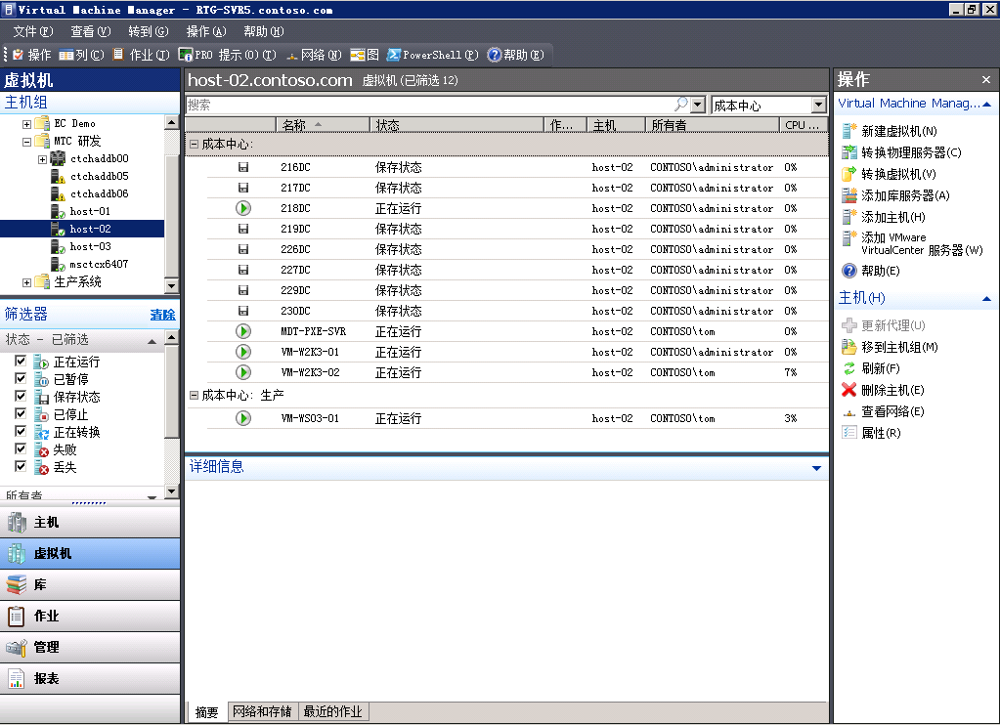 Virtual Machine Manager - RTG-SVR5.contoso.com
文件(F) 查看(V) 转到(G) 操作(A) 帮助(H)
操作 列(C) 作业(J) PRO 提示(0)(T) 网络(N) 图 PowerShell(P) 帮助(E)
虚拟机
主机组
EC Demo
MTC 研发
ctchaddb00
ctchaddb05
ctchaddb06
host-01
host-02
host-03
msctcx6407
生产系统
筛选器 清除
状态 - 已筛选
正在运行
已暂停
保存状态
已停止
正在转换
失败
丢失
所有者
主机
虚拟机
库
作业
管理
报表
host-02.contoso.com 虚拟机 (已筛选 12)
搜索 成本中心
名称 状态 作... 主机 所有者 CPU ...
成本中心:
216DC 保存状态 host-02 CONTOSO\administrator 0%
217DC 保存状态 host-02 CONTOSO\administrator 0%
218DC 正在运行 host-02 CONTOSO\administrator 0%
219DC 保存状态 host-02 CONTOSO\administrator 0%
226DC 保存状态 host-02 CONTOSO\administrator 0%
227DC 保存状态 host-02 CONTOSO\administrator 0%
229DC 保存状态 host-02 CONTOSO\administrator 0%
230DC 保存状态 host-02 CONTOSO\administrator 0%
MDT-PXE-SVR 正在运行 host-02 CONTOSO\tom 0%
VM-W2K3-01 正在运行 host-02 CONTOSO\administrator 0%
VM-W2K3-02 正在运行 host-02 CONTOSO\tom 7%
成本中心: 生产
VM-WSO3-01 正在运行 host-02 CONTOSO\tom 3%
详细信息
摘要 网络和存储 最近的作业
操作
Virtual Machine Manag...
新建虚拟机(N)
转换物理服务器(C)
转换虚拟机(V)
添加库服务器(A)
添加主机(H)
添加 VMware
VirtualCenter 服务器(W)
帮助(E)
主机(H)
更新代理(U)
移到主机组(M)
刷新(F)
删除主机(E)
查看网络(E)
属性(R)